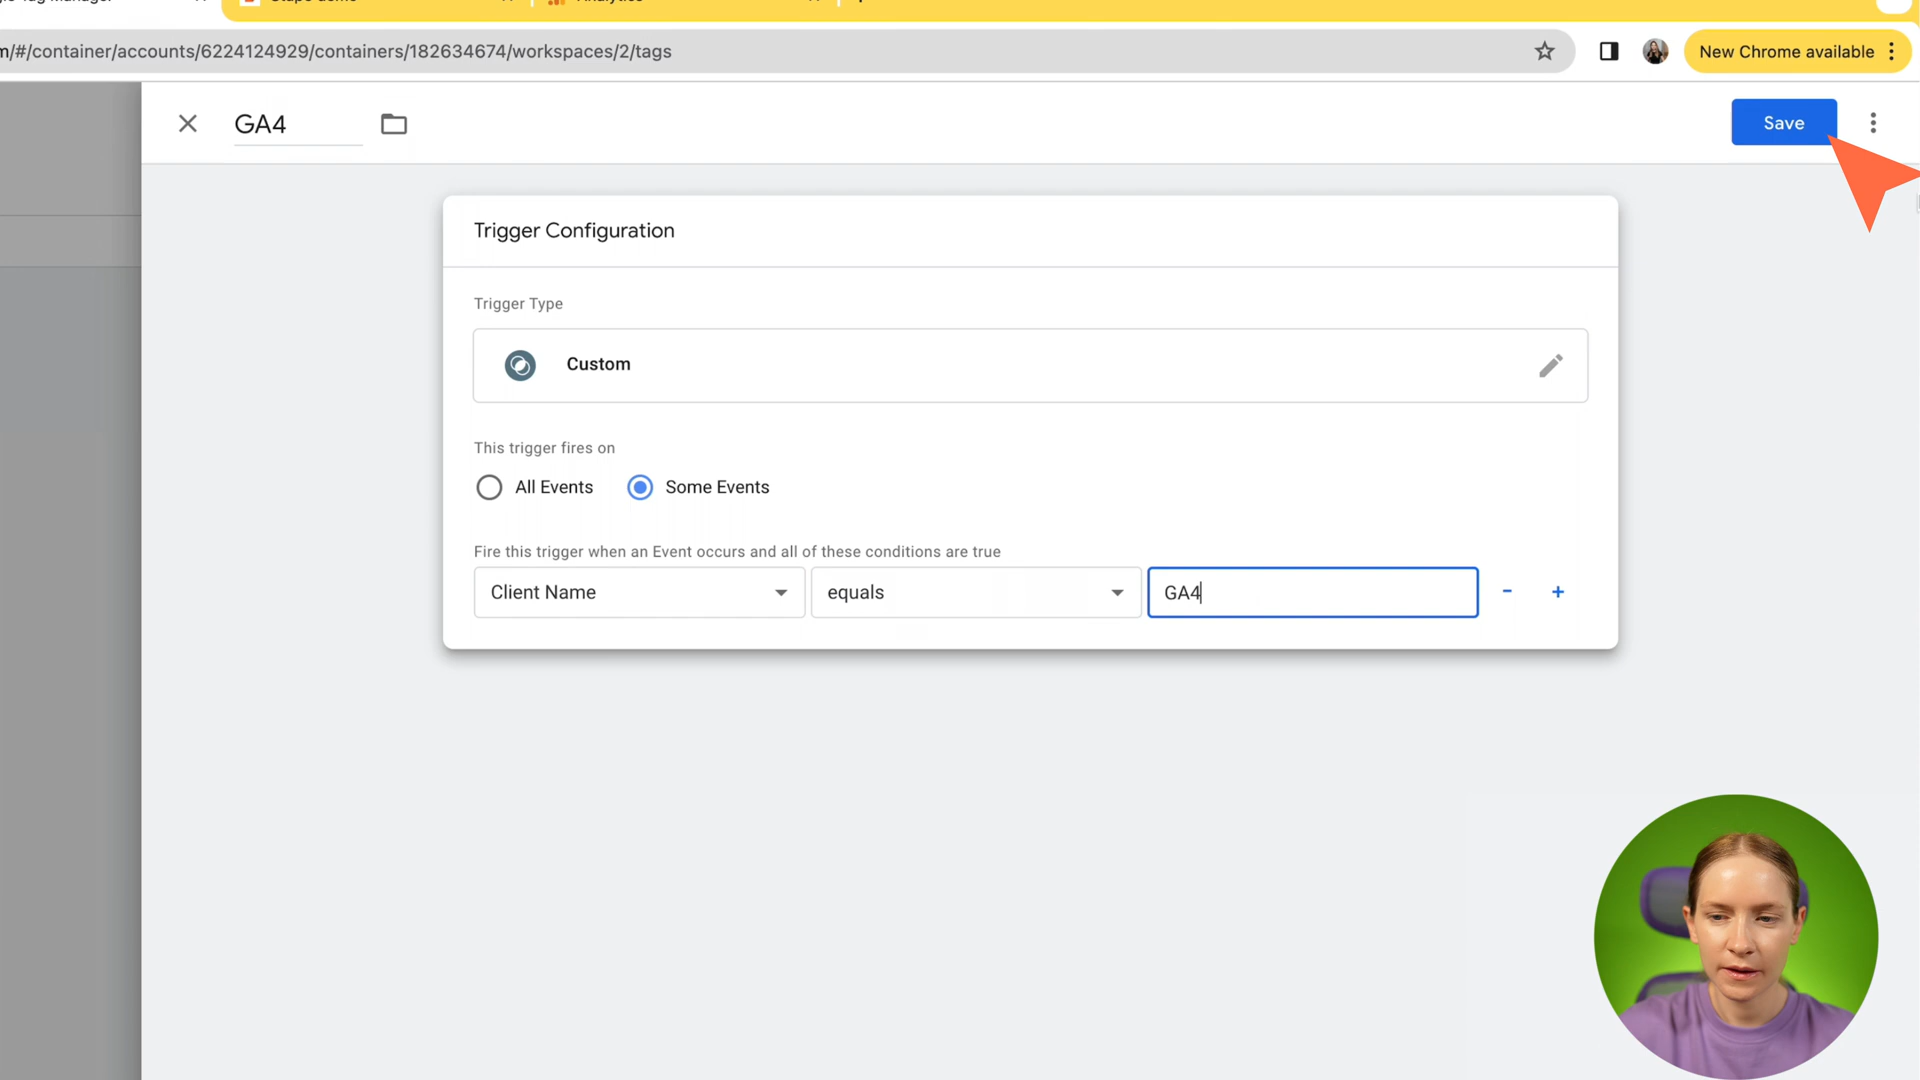 Analytics
m/#/container/accounts/6224124929/containers/182634674/workspaces/2/tags
New Chrome available
GA4
Save
Trigger Configuration
Trigger Type
Custom
This trigger fires on
All Events
Some Events
Fire this trigger when an Event occurs and all of these conditions are true
Client Name
equals
GA4